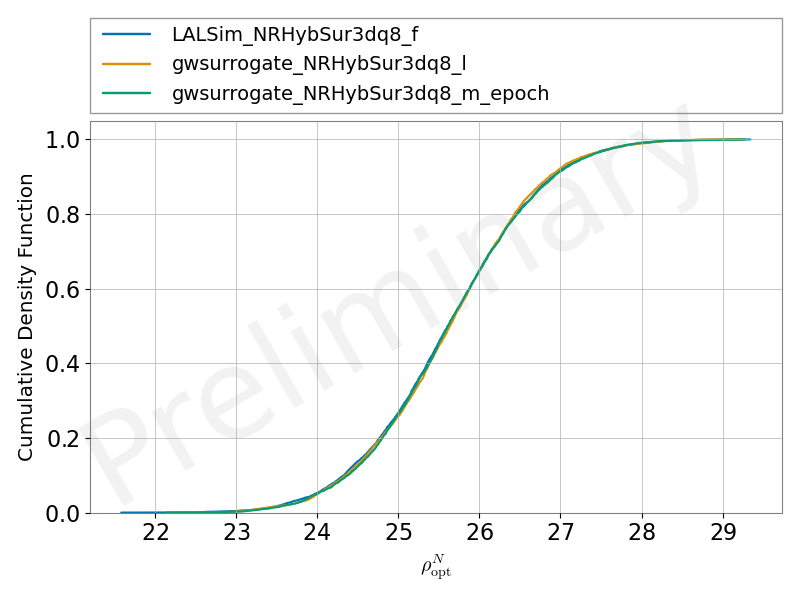 LALSim_NRHybSur3dq8_f
gwsurrogate_NRHybSur3dq8_l
gwsurrogate_NRHybSur3dq8_m_epoch
Preliminary
Cumulative Density Function
1.0
0.8
0.6
0.4
0.2
0.0
22 23 24 25 26 27 28 29
ρ_opt^N